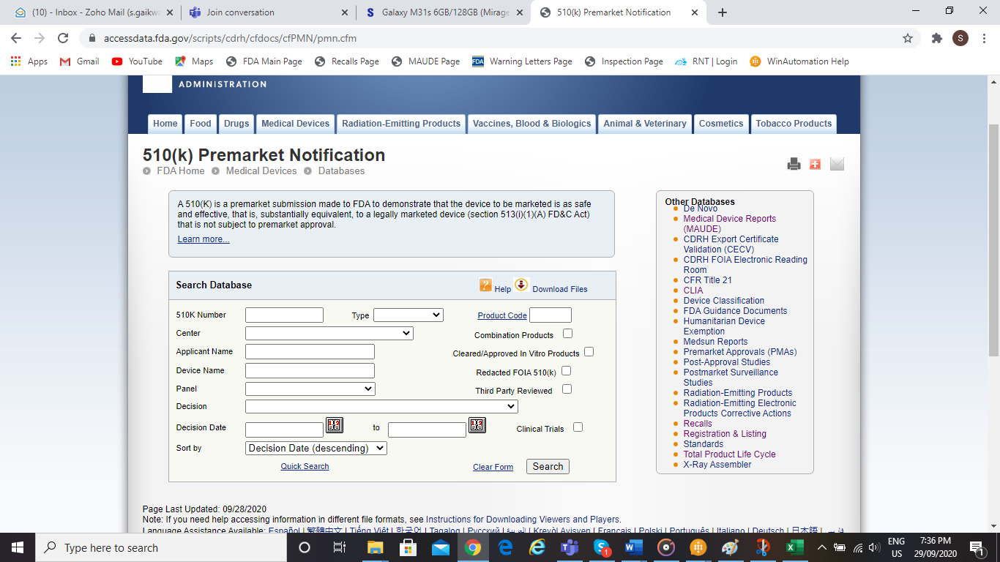 (10) - Inbox - Zoho Mail (s.gaikwa
Join conversation
Galaxy M31s 6GB/128GB (Mirage
510(k) Premarket Notification
accessdata.fda.gov/scripts/cdrh/cfdocs/cfPMN/pmn.cfm
S
Apps
Gmail
YouTube
Maps
FDA Main Page
Recalls Page
MAUDE Page
FDA
Warning Letters Page
Inspection Page
RNT | Login
WinAutomation Help
ADMINISTRATION
Home
Food
Drugs
Medical Devices
Radiation-Emitting Products
Vaccines, Blood & Biologics
Animal & Veterinary
Cosmetics
Tobacco Products
510(k) Premarket Notification
FDA Home
Medical Devices
Databases
A 510(K) is a premarket submission made to FDA to demonstrate that the device to be marketed is as safe
and effective, that is, substantially equivalent, to a legally marketed device (section 513(i)(1)(A) FD&C Act)
that is not subject to premarket approval.
Learn more...
Search Database
Help
Download Files
510K Number
Type
Product Code
Center
Combination Products
Applicant Name
Cleared/Approved In Vitro Products
Device Name
Redacted FOIA 510(k)
Panel
Third Party Reviewed
Decision
Decision Date
to
Clinical Trials
Sort by
Decision Date (descending)
Quick Search
Clear Form
Search
Other Databases
De Novo
Medical Device Reports
(MAUDE)
CDRH Export Certificate
Validation (CECV)
CDRH FOIA Electronic Reading
Room
CFR Title 21
CLIA
Device Classification
FDA Guidance Documents
Humanitarian Device
Exemption
Medsun Reports
Premarket Approvals (PMAs)
Post-Approval Studies
Postmarket Surveillance
Studies
Radiation-Emitting Products
Radiation-Emitting Electronic
Products Corrective Actions
Recalls
Registration & Listing
Standards
Total Product Life Cycle
X-Ray Assembler
Page Last Updated: 09/28/2020
Note: If you need help accessing information in different file formats, see Instructions for Downloading Viewers and Players.
Language Assistance Available: Español | 繁體中文 | Tiếng Việt | 한국어 | Tagalog | Русский | العربية | Kreyòl Ayisyen | Français | Polski | Português | Italiano | Deutsch | 日本語 |
Type here to search
1
ENG
US
7:36 PM
29/09/2020
1